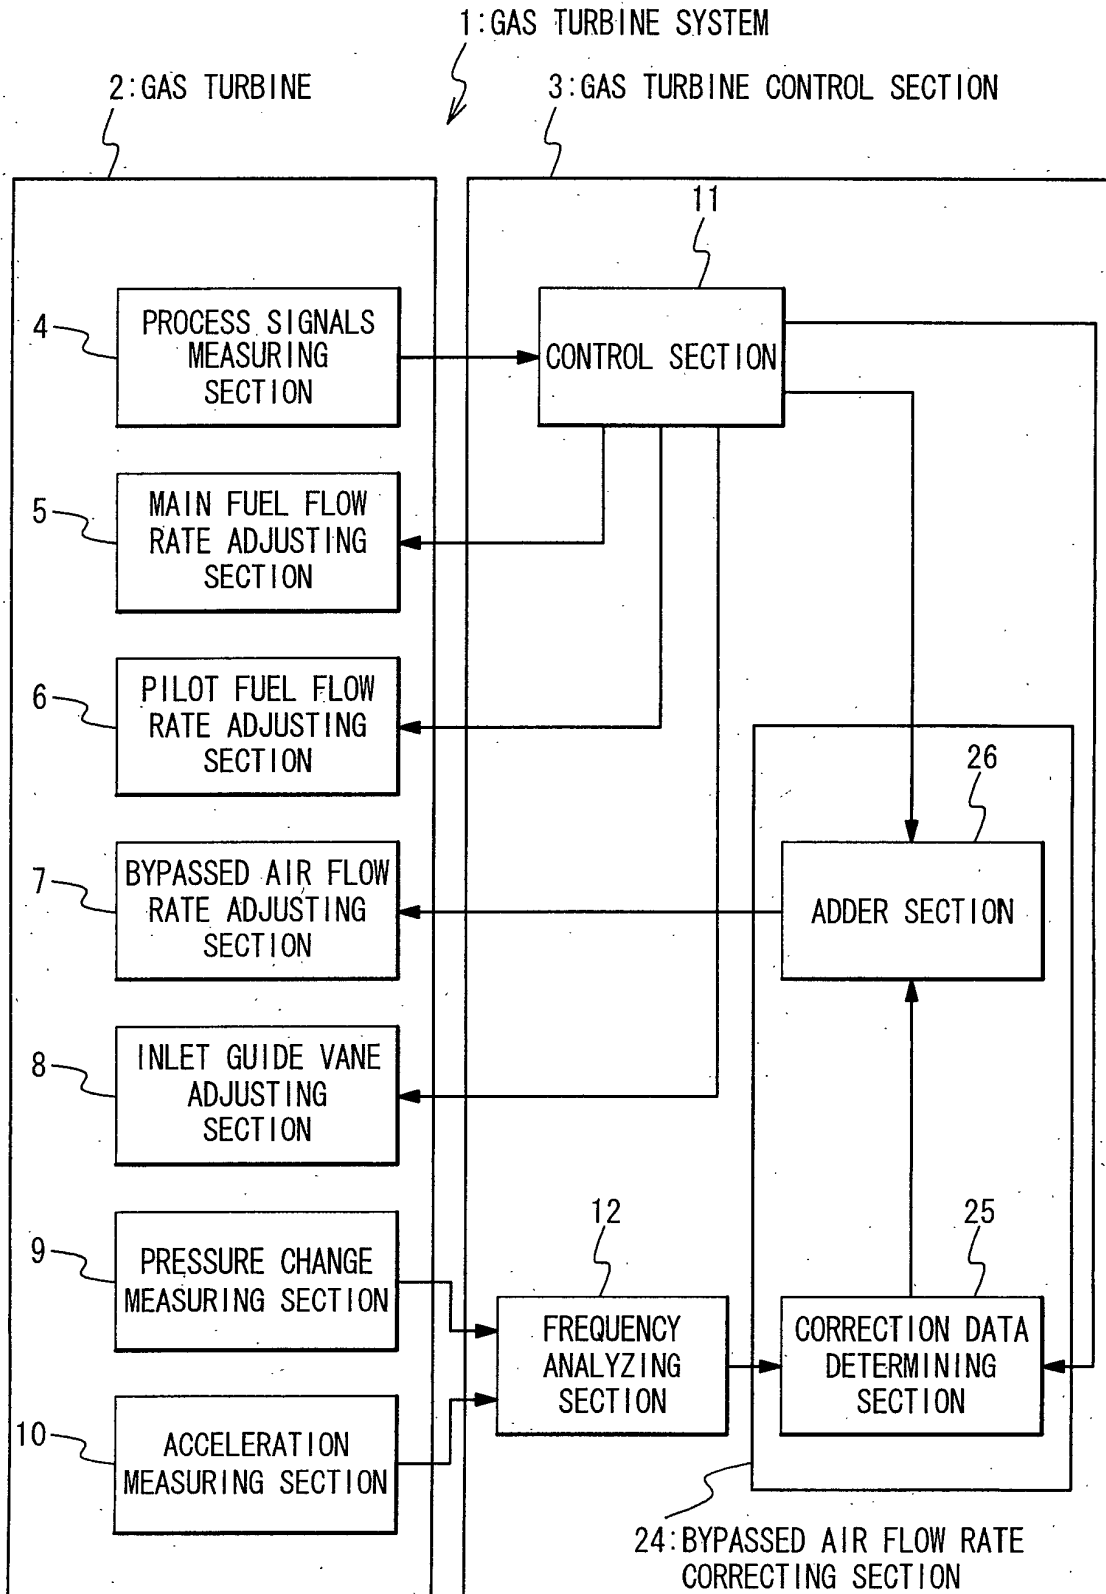 1:GAS TURBINE SYSTEM
2:GAS TURBINE
3:GAS TURBINE CONTROL SECTION
11
4
PROCESS SIGNALS
MEASURING
SECTION
CONTROL SECTION
5
MAIN FUEL FLOW
RATE ADJUSTING
SECTION
6
PILOT FUEL FLOW
RATE ADJUSTING
SECTION
26
7
BYPASSED AIR FLOW
RATE ADJUSTING
SECTION
ADDER SECTION
8
INLET GUIDE VANE
ADJUSTING
SECTION
12
25
9
PRESSURE CHANGE
MEASURING SECTION
FREQUENCY
ANALYZING
SECTION
CORRECTION DATA
DETERMINING
SECTION
10
ACCELERATION
MEASURING SECTION
24:BYPASSED AIR FLOW RATE
CORRECTING SECTION